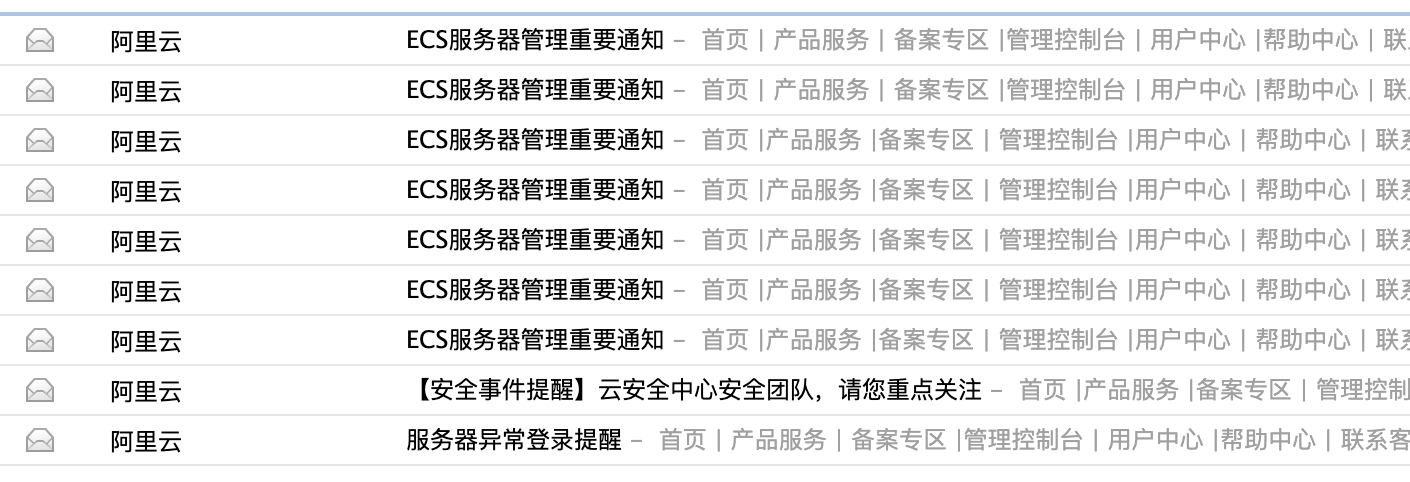 阿里云 ECS服务器管理重要通知 – 首页 | 产品服务 | 备案专区 |管理控制台 | 用户中心 |帮助中心 | 联
阿里云 ECS服务器管理重要通知 – 首页 | 产品服务 | 备案专区 |管理控制台 | 用户中心 |帮助中心 | 联
阿里云 ECS服务器管理重要通知 – 首页 |产品服务 |备案专区 | 管理控制台 |用户中心 | 帮助中心 | 联系
阿里云 ECS服务器管理重要通知 – 首页 |产品服务 |备案专区 | 管理控制台 |用户中心 | 帮助中心 | 联系
阿里云 ECS服务器管理重要通知 – 首页 |产品服务 |备案专区 | 管理控制台 |用户中心 | 帮助中心 | 联系
阿里云 ECS服务器管理重要通知 – 首页 |产品服务 |备案专区 | 管理控制台 |用户中心 | 帮助中心 | 联系
阿里云 ECS服务器管理重要通知 – 首页 |产品服务 |备案专区 | 管理控制台 |用户中心 | 帮助中心 | 联系
阿里云 【安全事件提醒】云安全中心安全团队，请您重点关注 – 首页 |产品服务 |备案专区 | 管理控制
阿里云 服务器异常登录提醒 – 首页 | 产品服务 | 备案专区 |管理控制台 | 用户中心 |帮助中心 | 联系客